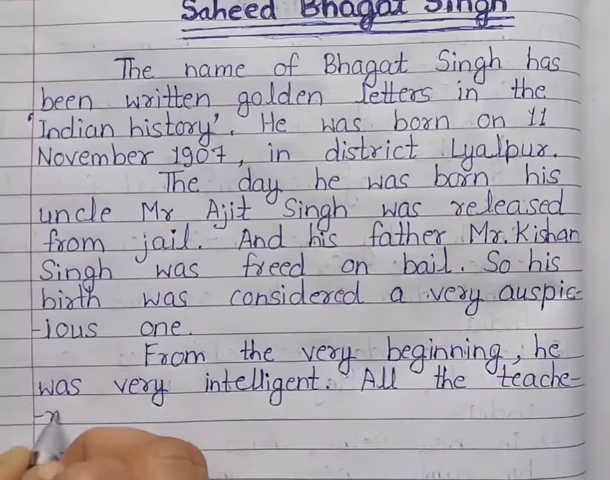 Saheed Bhagat Singh
The name of Bhagat Singh has
been written golden letters in the
'Indian history'. He was born on 11
November 1907, in district Lyalpur.
The day he was born his
uncle Mr Ajit Singh was released
from jail. And his father Mr. Kishan
Singh was freed on bail. So his
birth was considered a very auspic-
-ious one.
From the very beginning, he
was very intelligent. All the teache-
-r